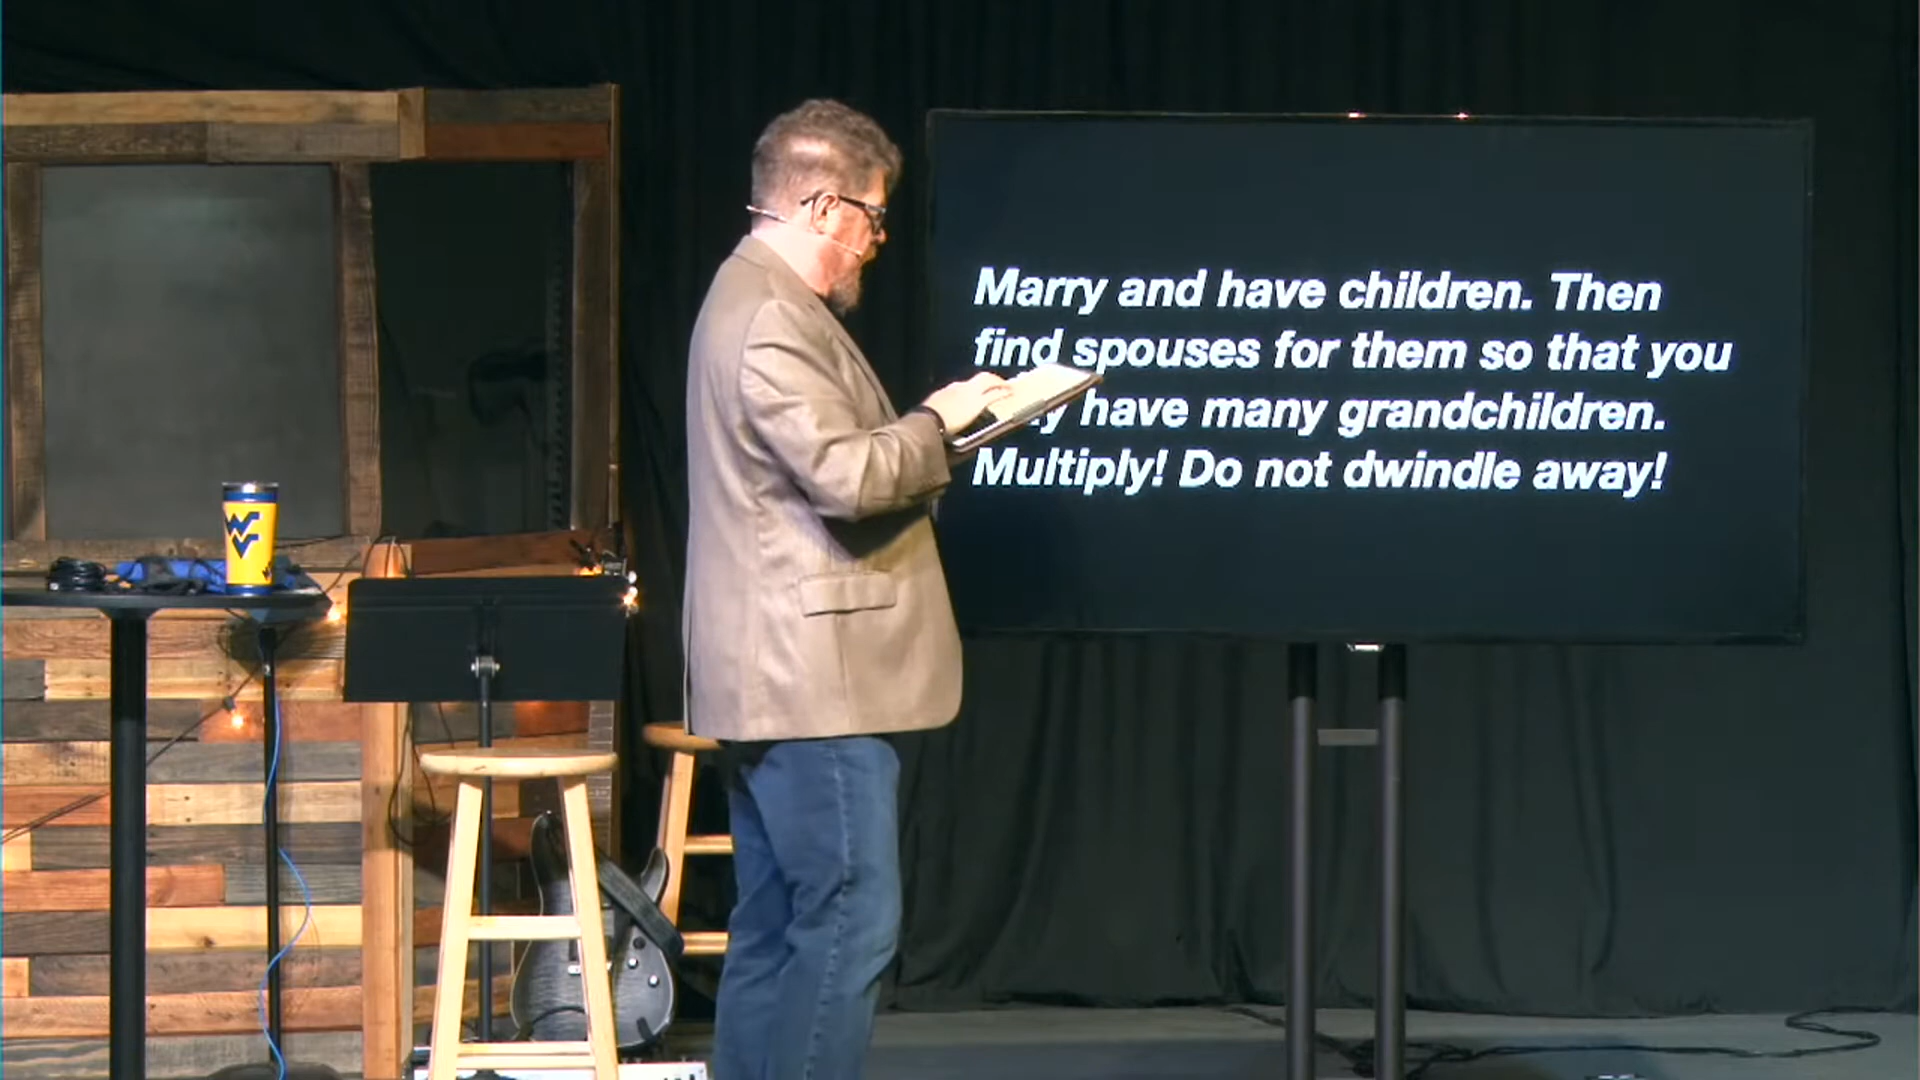 Marry and have children. Then
find spouses for them so that you
have many grandchildren.
Multiply! Do not dwindle away!
WV